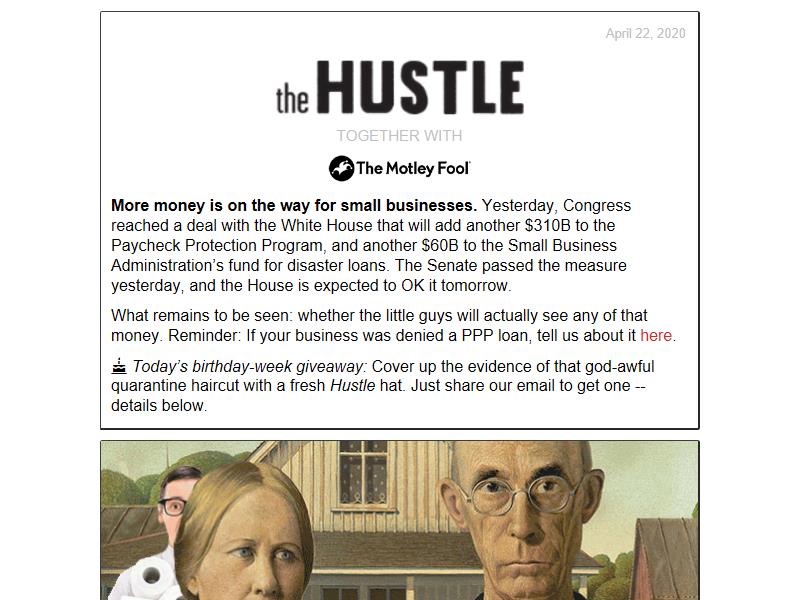 April 22, 2020
the HUSTLE
TOGETHER WITH
The Motley Fool
More money is on the way for small businesses. Yesterday, Congress
reached a deal with the White House that will add another $310B to the
Paycheck Protection Program, and another $60B to the Small Business
Administration’s fund for disaster loans. The Senate passed the measure
yesterday, and the House is expected to OK it tomorrow.
What remains to be seen: whether the little guys will actually see any of that
money. Reminder: If your business was denied a PPP loan, tell us about it here.
Today’s birthday-week giveaway: Cover up the evidence of that god-awful
quarantine haircut with a fresh Hustle hat. Just share our email to get one --
details below.